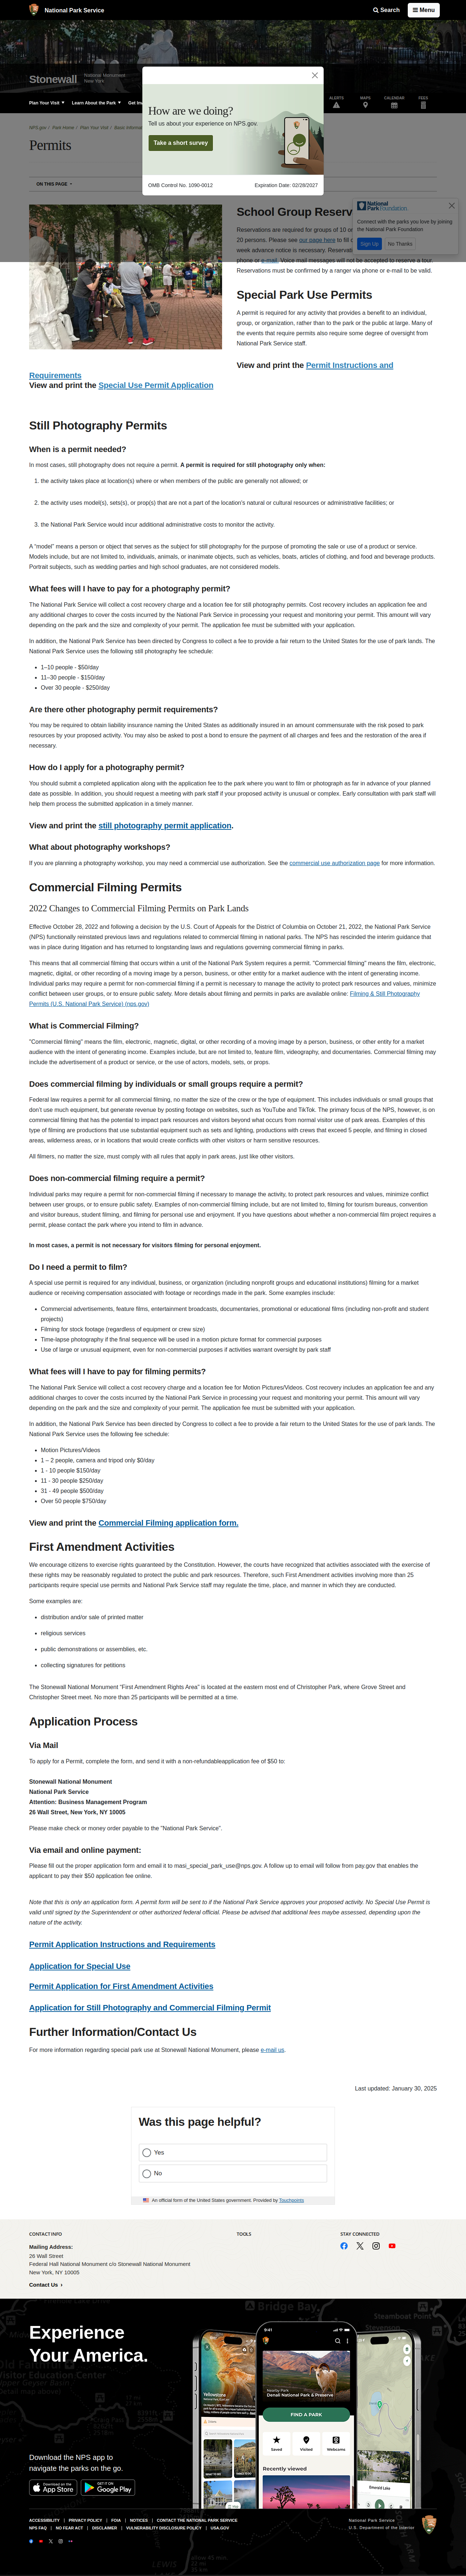 National Park Service
Search
Menu
Stonewall
National Monument
New York
ALERTS
MAPS
CALENDAR
FEES
Plan Your Visit
Learn About the Park
Get In
How are we doing?
Tell us about your experience on NPS.gov.
Take a short survey
OMB Control No. 1090-0012
Expiration Date: 02/28/2027
NPS.gov / Park Home / Plan Your Visit / Basic Informa
Permits
ON THIS PAGE
National Park Foundation
Connect with the parks you love by joining
the National Park Foundation
Sign Up
No Thanks
School Group Reserv
Reservations are required for groups of 10 or
20 persons. Please see our page here to fill o
week advance notice is necessary. Reservatio
phone or e-mail. Voice mail messages will not be accepted to reserve a tour.
Reservations must be confirmed by a ranger via phone or e-mail to be valid.
Special Park Use Permits
A permit is required for any activity that provides a benefit to an individual,
group, or organization, rather than to the park or the public at large. Many of
the events that require permits also require some degree of oversight from
National Park Service staff.
View and print the Permit Instructions and
Requirements
View and print the Special Use Permit Application
Still Photography Permits
When is a permit needed?
In most cases, still photography does not require a permit. A permit is required for still photography only when:
1. the activity takes place at location(s) where or when members of the public are generally not allowed; or
2. the activity uses model(s), sets(s), or prop(s) that are not a part of the location's natural or cultural resources or administrative facilities; or
3. the National Park Service would incur additional administrative costs to monitor the activity.
A “model” means a person or object that serves as the subject for still photography for the purpose of promoting the sale or use of a product or service.
Models include, but are not limited to, individuals, animals, or inanimate objects, such as vehicles, boats, articles of clothing, and food and beverage products.
Portrait subjects, such as wedding parties and high school graduates, are not considered models.
What fees will I have to pay for a photography permit?
The National Park Service will collect a cost recovery charge and a location fee for still photography permits. Cost recovery includes an application fee and
any additional charges to cover the costs incurred by the National Park Service in processing your request and monitoring your permit. This amount will vary
depending on the park and the size and complexity of your permit. The application fee must be submitted with your application.
In addition, the National Park Service has been directed by Congress to collect a fee to provide a fair return to the United States for the use of park lands. The
National Park Service uses the following still photography fee schedule:
1–10 people - $50/day
11–30 people - $150/day
Over 30 people - $250/day
Are there other photography permit requirements?
You may be required to obtain liability insurance naming the United States as additionally insured in an amount commensurate with the risk posed to park
resources by your proposed activity. You may also be asked to post a bond to ensure the payment of all charges and fees and the restoration of the area if
necessary.
How do I apply for a photography permit?
You should submit a completed application along with the application fee to the park where you want to film or photograph as far in advance of your planned
date as possible. In addition, you should request a meeting with park staff if your proposed activity is unusual or complex. Early consultation with park staff will
help them process the submitted application in a timely manner.
View and print the still photography permit application.
What about photography workshops?
If you are planning a photography workshop, you may need a commercial use authorization. See the commercial use authorization page for more information.
Commercial Filming Permits
2022 Changes to Commercial Filming Permits on Park Lands
Effective October 28, 2022 and following a decision by the U.S. Court of Appeals for the District of Columbia on October 21, 2022, the National Park Service
(NPS) functionally reinstated previous laws and regulations related to commercial filming in national parks. The NPS has rescinded the interim guidance that
was in place during litigation and has returned to longstanding laws and regulations governing commercial filming in parks.
This means that all commercial filming that occurs within a unit of the National Park System requires a permit. "Commercial filming" means the film, electronic,
magnetic, digital, or other recording of a moving image by a person, business, or other entity for a market audience with the intent of generating income.
Individual parks may require a permit for non-commercial filming if a permit is necessary to manage the activity to protect park resources and values, minimize
conflict between user groups, or to ensure public safety. More details about filming and permits in parks are available online: Filming & Still Photography
Permits (U.S. National Park Service) (nps.gov)
What is Commercial Filming?
"Commercial filming" means the film, electronic, magnetic, digital, or other recording of a moving image by a person, business, or other entity for a market
audience with the intent of generating income. Examples include, but are not limited to, feature film, videography, and documentaries. Commercial filming may
include the advertisement of a product or service, or the use of actors, models, sets, or props.
Does commercial filming by individuals or small groups require a permit?
Federal law requires a permit for all commercial filming, no matter the size of the crew or the type of equipment. This includes individuals or small groups that
don’t use much equipment, but generate revenue by posting footage on websites, such as YouTube and TikTok. The primary focus of the NPS, however, is on
commercial filming that has the potential to impact park resources and visitors beyond what occurs from normal visitor use of park areas. Examples of this
type of filming are productions that use substantial equipment such as sets and lighting, productions with crews that exceed 5 people, and filming in closed
areas, wilderness areas, or in locations that would create conflicts with other visitors or harm sensitive resources.
All filmers, no matter the size, must comply with all rules that apply in park areas, just like other visitors.
Does non-commercial filming require a permit?
Individual parks may require a permit for non-commercial filming if necessary to manage the activity, to protect park resources and values, minimize conflict
between user groups, or to ensure public safety. Examples of non-commercial filming include, but are not limited to, filming for tourism bureaus, convention
and visitor bureaus, student filming, and filming for personal use and enjoyment. If you have questions about whether a non-commercial film project requires a
permit, please contact the park where you intend to film in advance.
In most cases, a permit is not necessary for visitors filming for personal enjoyment.
Do I need a permit to film?
A special use permit is required for any individual, business, or organization (including nonprofit groups and educational institutions) filming for a market
audience or receiving compensation associated with footage or recordings made in the park. Some examples include:
Commercial advertisements, feature films, entertainment broadcasts, documentaries, promotional or educational films (including non-profit and student
projects)
Filming for stock footage (regardless of equipment or crew size)
Time-lapse photography if the final sequence will be used in a motion picture format for commercial purposes
Use of large or unusual equipment, even for non-commercial purposes if activities warrant oversight by park staff
What fees will I have to pay for filming permits?
The National Park Service will collect a cost recovery charge and a location fee for Motion Pictures/Videos. Cost recovery includes an application fee and any
additional charges to cover the costs incurred by the National Park Service in processing your request and monitoring your permit. This amount will vary
depending on the park and the size and complexity of your permit. The application fee must be submitted with your application.
In addition, the National Park Service has been directed by Congress to collect a fee to provide a fair return to the United States for the use of park lands. The
National Park Service uses the following fee schedule:
Motion Pictures/Videos
1 – 2 people, camera and tripod only $0/day
1 - 10 people $150/day
11 - 30 people $250/day
31 - 49 people $500/day
Over 50 people $750/day
View and print the Commercial Filming application form.
First Amendment Activities
We encourage citizens to exercise rights guaranteed by the Constitution. However, the courts have recognized that activities associated with the exercise of
these rights may be reasonably regulated to protect the public and park resources. Therefore, such First Amendment activities involving more than 25
participants require special use permits and National Park Service staff may regulate the time, place, and manner in which they are conducted.
Some examples are:
distribution and/or sale of printed matter
religious services
public demonstrations or assemblies, etc.
collecting signatures for petitions
The Stonewall National Monument “First Amendment Rights Area” is located at the eastern most end of Christopher Park, where Grove Street and
Christopher Street meet. No more than 25 participants will be permitted at a time.
Application Process
Via Mail
To apply for a Permit, complete the form, and send it with a non-refundableapplication fee of $50 to:
Stonewall National Monument
National Park Service
Attention: Business Management Program
26 Wall Street, New York, NY 10005
Please make check or money order payable to the "National Park Service".
Via email and online payment:
Please fill out the proper application form and email it to masi_special_park_use@nps.gov. A follow up to email will follow from pay.gov that enables the
applicant to pay their $50 application fee online.
Note that this is only an application form. A permit form will be sent to if the National Park Service approves your proposed activity. No Special Use Permit is
valid until signed by the Superintendent or other authorized federal official. Please be advised that additional fees maybe assessed, depending upon the
nature of the activity.
Permit Application Instructions and Requirements
Application for Special Use
Permit Application for First Amendment Activities
Application for Still Photography and Commercial Filming Permit
Further Information/Contact Us
For more information regarding special park use at Stonewall National Monument, please e-mail us.
Last updated: January 30, 2025
Was this page helpful?
Yes
No
An official form of the United States government. Provided by Touchpoints
CONTACT INFO
TOOLS
STAY CONNECTED
Mailing Address:
26 Wall Street
Federal Hall National Monument c/o Stonewall National Monument
New York, NY 10005
Contact Us
Experience
Your America.
Download the NPS app to
navigate the parks on the go.
Download on the
App Store
GET IT ON
Google Play
9:41
Yellowstone
Nearby Park
Denali National Park & Preserve
FIND A PARK
Saved
Visited
Webcams
Recently viewed
Emerald Lake
Bridge Bay
Steamboat Point
LEWIS
ACCESSIBILITY
PRIVACY POLICY
FOIA
NOTICES
CONTACT THE NATIONAL PARK SERVICE
NPS FAQ
NO FEAR ACT
DISCLAIMER
VULNERABILITY DISCLOSURE POLICY
USA.GOV
National Park Service
U.S. Department of the Interior